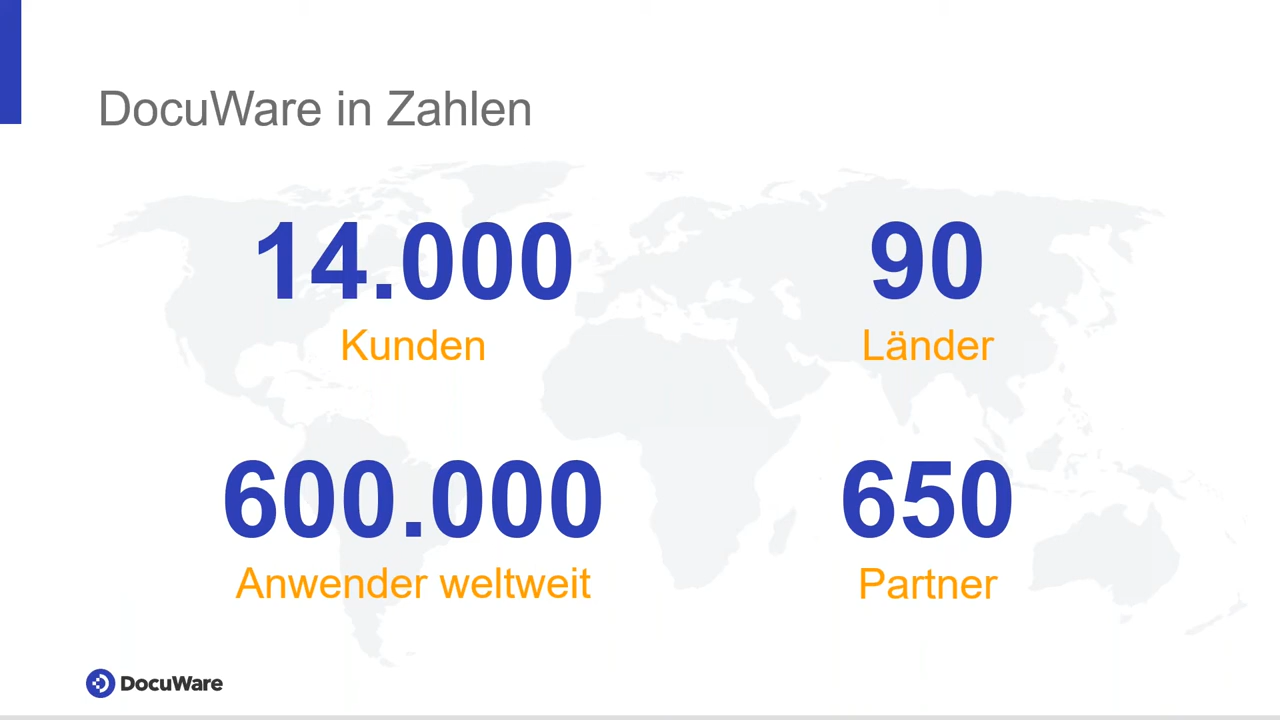 DocuWare in Zahlen
14.000
Kunden
90
Länder
600.000
Anwender weltweit
650
Partner
DocuWare